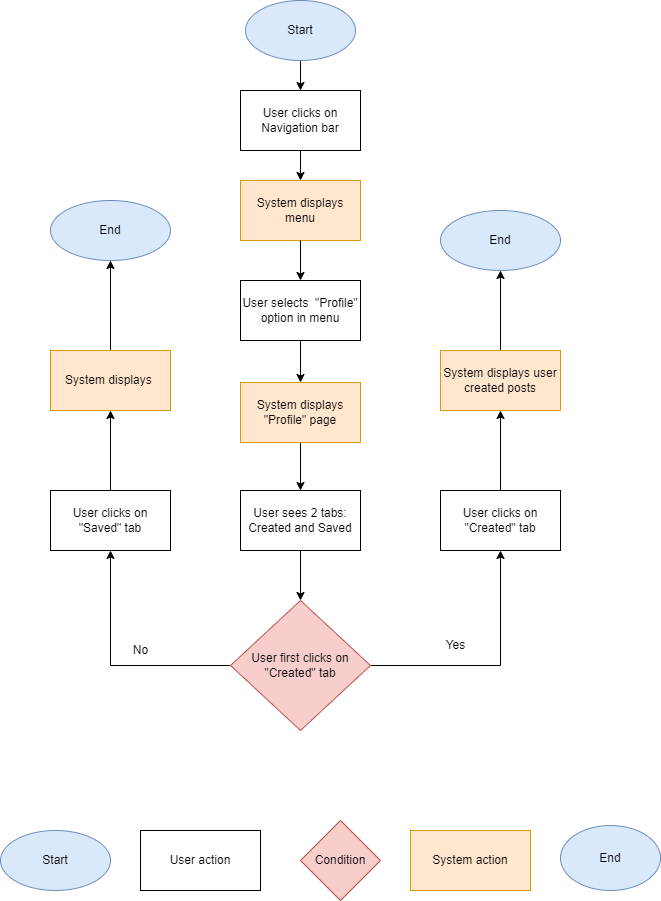 Start
User clicks on
Navigation bar
System displays
menu
End
End
User selects "Profile"
option in menu
System displays
System displays user
created posts
System displays
"Profile" page
User clicks on
"Saved" tab
User sees 2 tabs:
Created and Saved
User clicks on
"Created" tab
No
Yes
User first clicks on
"Created" tab
Start
User action
Condition
System action
End